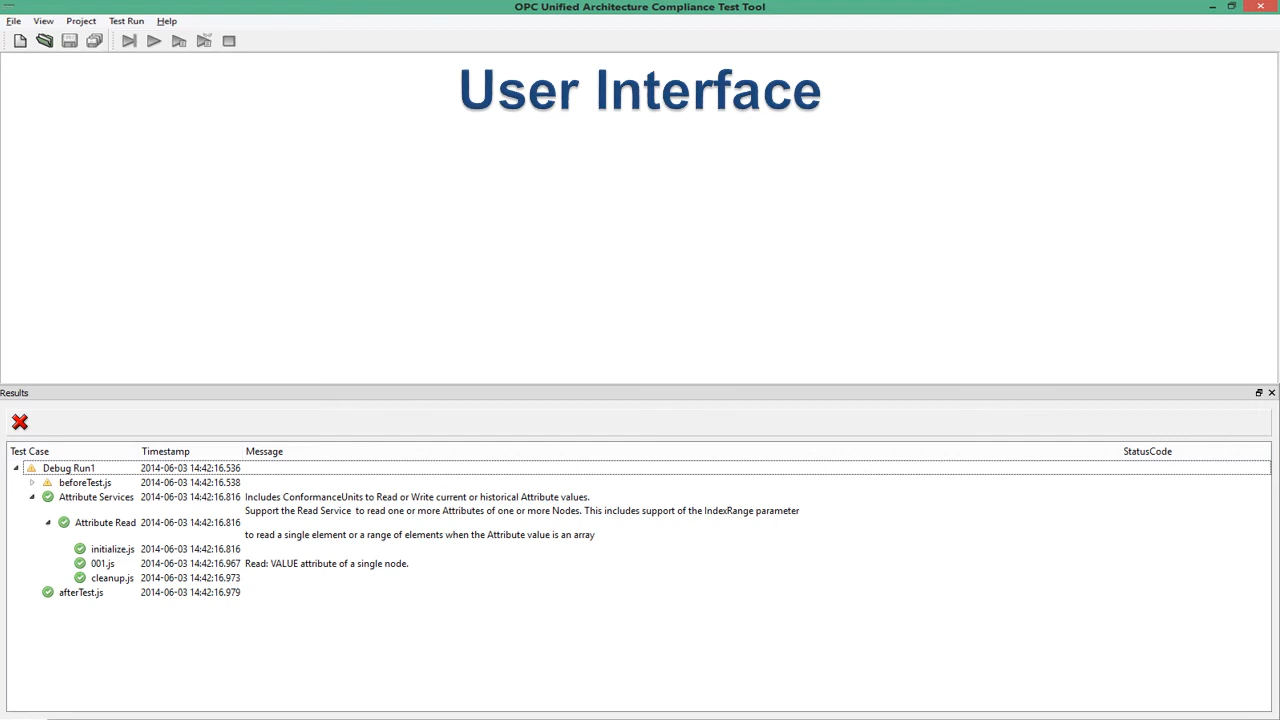 OPC Unified Architecture Compliance Test Tool
File View Project Test Run Help
User Interface
Results
Test Case Timestamp Message StatusCode
Debug Run1 2014-06-03 14:42:16.536
beforeTest.js 2014-06-03 14:42:16.538
Attribute Services 2014-06-03 14:42:16.816 Includes ConformanceUnits to Read or Write current or historical Attribute values.
Support the Read Service to read one or more Attributes of one or more Nodes. This includes support of the IndexRange parameter
Attribute Read 2014-06-03 14:42:16.816
to read a single element or a range of elements when the Attribute value is an array
initialize.js 2014-06-03 14:42:16.816
001.js 2014-06-03 14:42:16.967 Read: VALUE attribute of a single node.
cleanup.js 2014-06-03 14:42:16.973
afterTest.js 2014-06-03 14:42:16.979